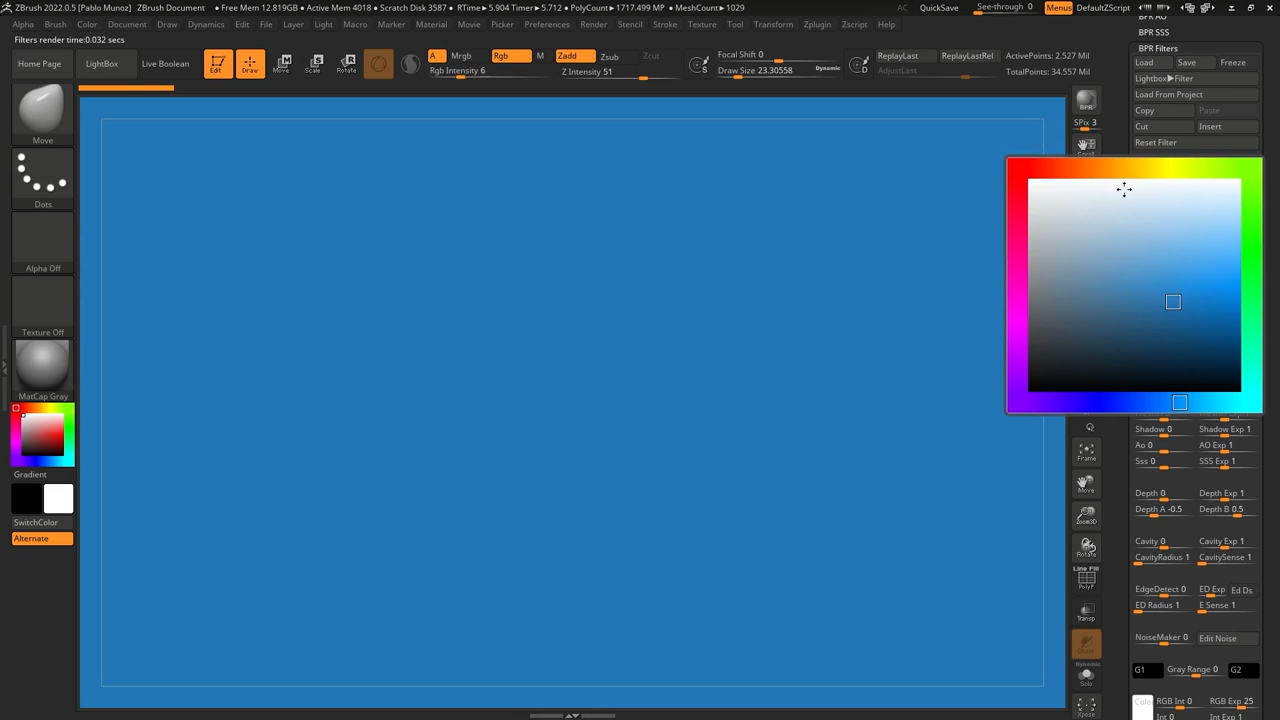 ZBrush 2022.0.5 [Pablo Munoz] ZBrush Document • Free Mem 12.819GB • Active Mem 4018 • Scratch Disk 3587 • RTime▸5.904 Timer▸5.712 • PolyCount▸1717.499 MP • MeshCount▸1029 AC QuickSave See-through 0 Menus DefaultZScript
Alpha Brush Color Document Draw Dynamics Edit File Layer Light Macro Marker Material Movie Picker Preferences Render Stencil Stroke Texture Tool Transform Zplugin Zscript Help
Filters render time:0.032 secs
Home Page LightBox Live Boolean
Edit Draw Move Scale Rotate
A Mrgb Rgb M Zadd Zsub Zcut
Rgb Intensity 6 Z Intensity 51
S
Focal Shift 0
Draw Size 23.30558 Dynamic
D
ReplayLast ReplayLastRel ActivePoints: 2.527 Mil
AdjustLast TotalPoints: 34.557 Mil
Move
Dots
Alpha Off
Texture Off
MatCap Gray
Gradient
SwitchColor
Alternate
BPR
SPix 3
Frame
Move
Zoom3D
Rotate
Line Fill
PolyF
Transp
Dynamic
Solo
Xpose
BPR SSS
BPR Filters
Load Save Freeze
Lightbox▶Filter
Load From Project
Copy Paste
Cut Insert
Reset Filter
Shadow 0 Shadow Exp 1
Ao 0 AO Exp 1
Sss 0 SSS Exp 1
Depth 0 Depth Exp 1
Depth A -0.5 Depth B 0.5
Cavity 0 Cavity Exp 1
CavityRadius 1 CavitySense 1
EdgeDetect 0 ED Exp Ed Ds
ED Radius 1 E Sense 1
NoiseMaker 0 Edit Noise
G1 Gray Range 0 G2
RGB Int 0 RGB Exp 25